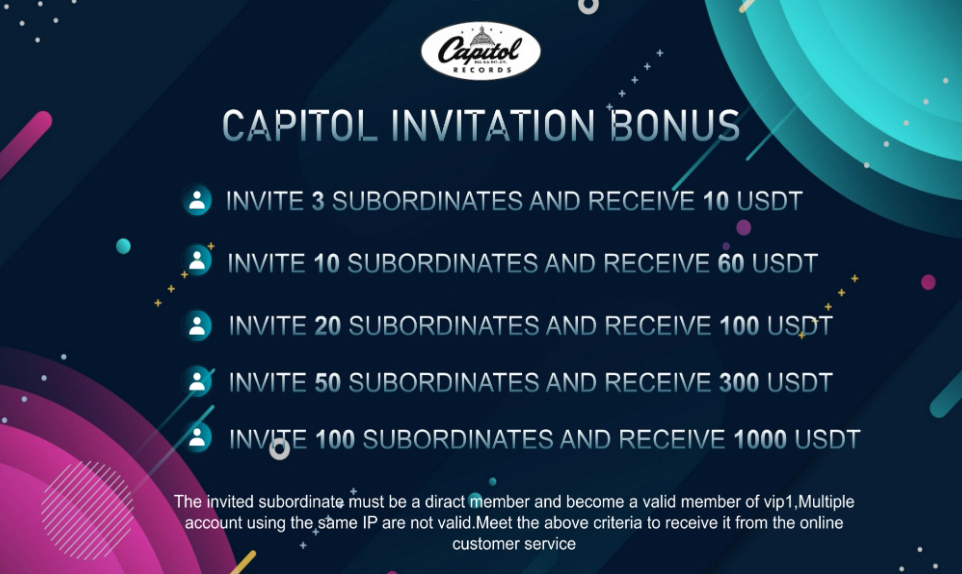 Capitol
RECORDS
CAPITOL INVITATION BONUS
INVITE 3 SUBORDINATES AND RECEIVE 10 USDT
INVITE 10 SUBORDINATES AND RECEIVE 60 USDT
INVITE 20 SUBORDINATES AND RECEIVE 100 USDT
INVITE 50 SUBORDINATES AND RECEIVE 300 USDT
INVITE 100 SUBORDINATES AND RECEIVE 1000 USDT
The invited subordinate must be a diract member and become a valid member of vip1,Multiple
account using the same IP are not valid.Meet the above criteria to receive it from the online
customer service